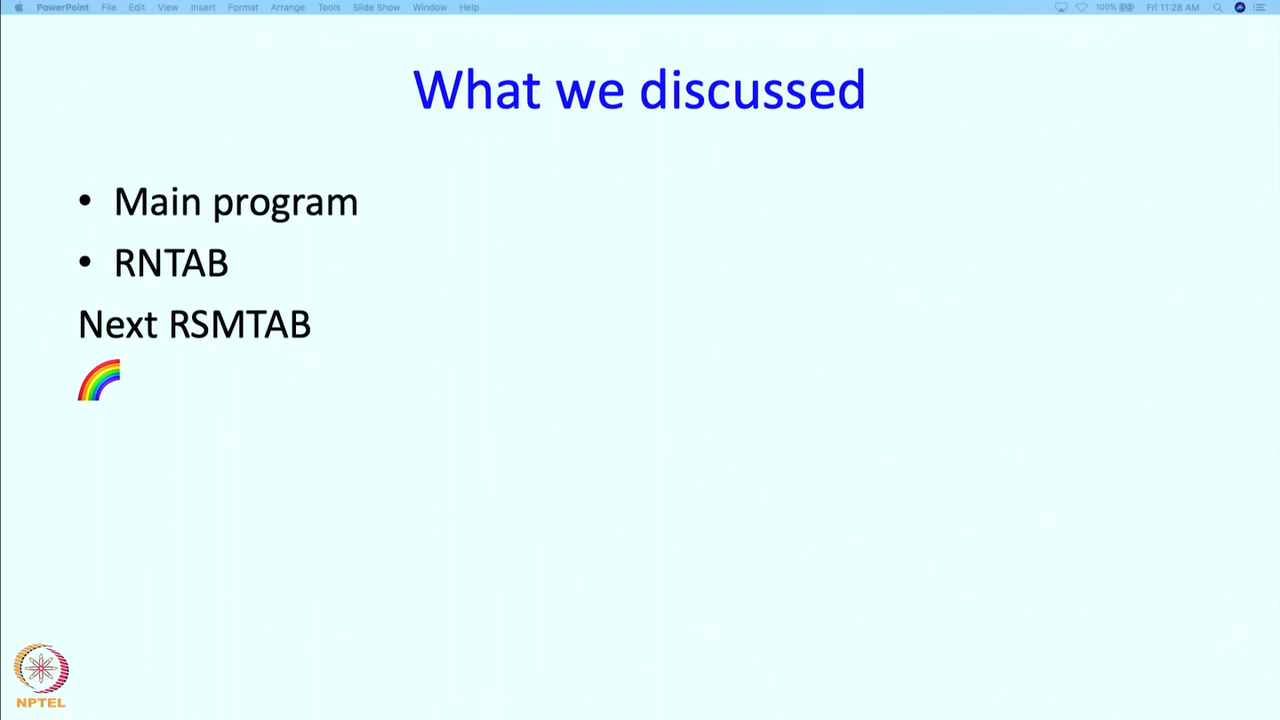 PowerPoint File Edit View Insert Format Arrange Tools Slide Show Window Help 100% Fri 11:28 AM
What we discussed
• Main program
• RNTAB
Next RSMTAB
NPTEL